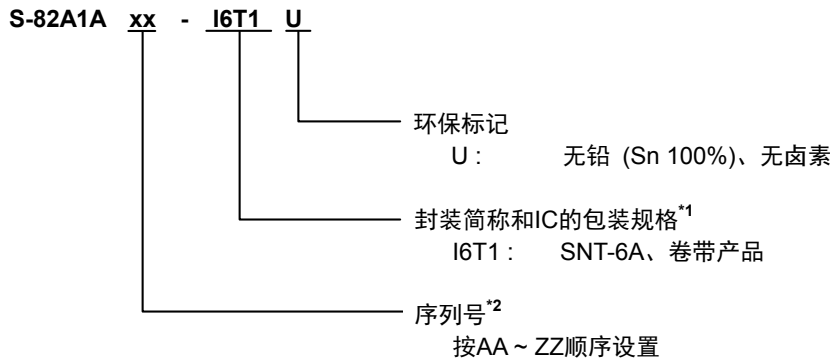 S-82A1A xx - I6T1 U
环保标记
U : 无铅 (Sn 100%)、无卤素
封装简称和IC的包装规格*1
I6T1 : SNT-6A、卷带产品
序列号*2
按AA ~ ZZ顺序设置